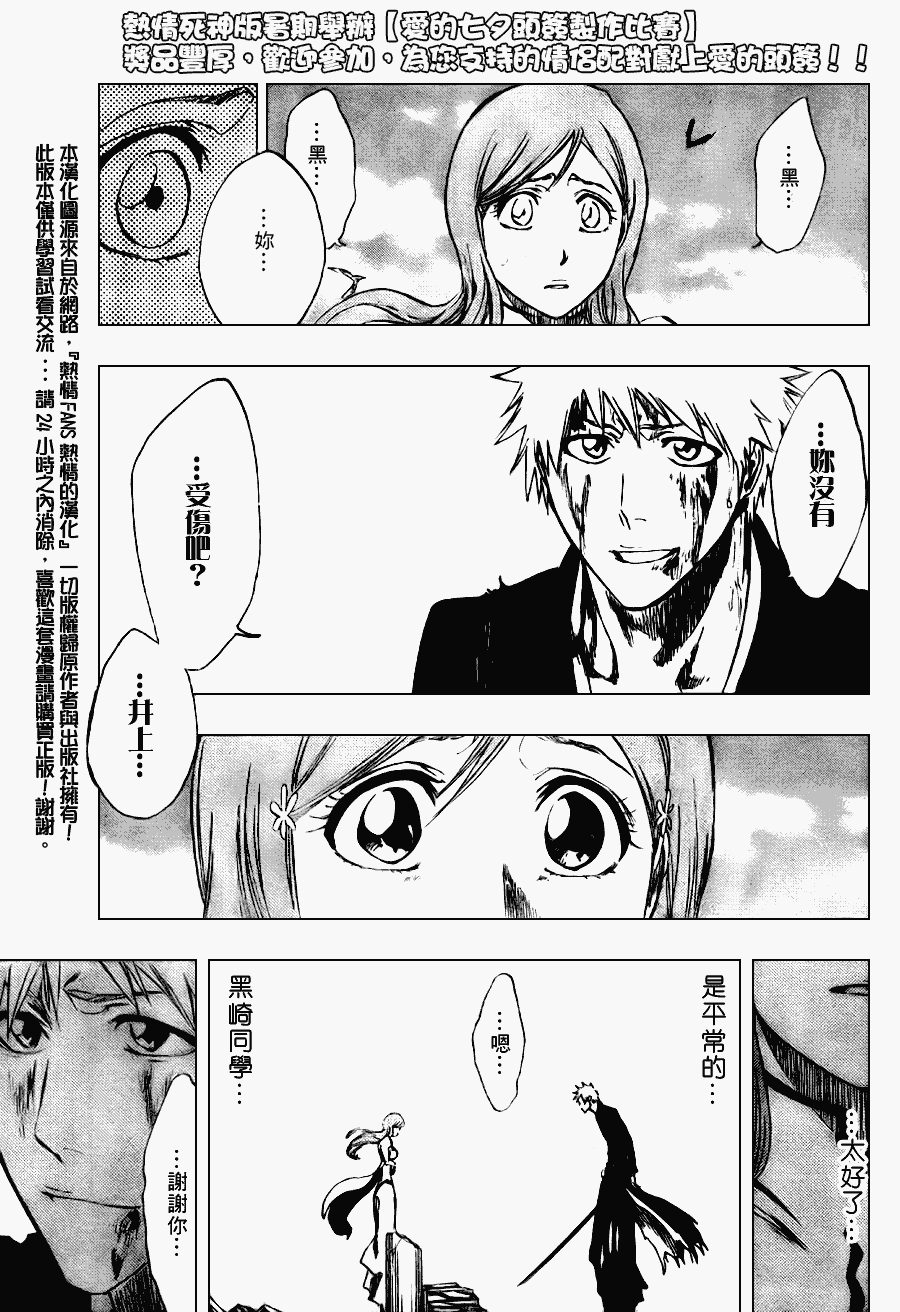 熱情死神版暑期舉辦【愛的七夕頭簽製作比賽】
獎品豐厚，歡迎參加，為您支持的情侶配對獻上愛的頭簽！！
本漢化圖源來自於網路，『熱情FANS熱情的漢化』一切版權歸原作者與出版社擁有！
此版本僅供學習試看交流…請24小時之內消除，喜歡這套漫畫請購買正版！謝謝。
…黑…
…黑…
…妳…
…妳沒有
…受傷吧？
…井上…
…太好了…
是平常的…
…嗯…
黑崎同學…
…謝謝你…